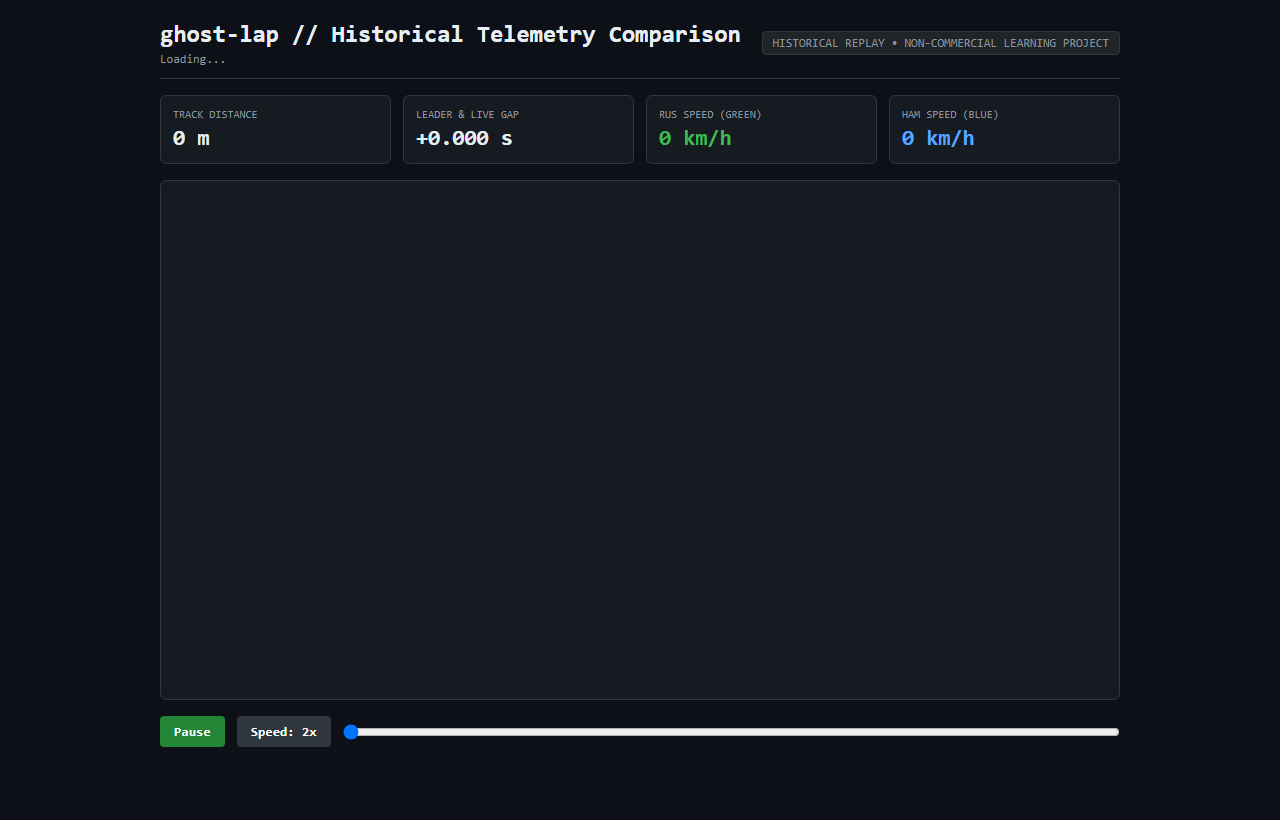 ghost-lap // Historical Telemetry Comparison
Loading...
HISTORICAL REPLAY • NON-COMMERCIAL LEARNING PROJECT
TRACK DISTANCE
0 m
LEADER & LIVE GAP
+0.000 s
RUS SPEED (GREEN)
0 km/h
HAM SPEED (BLUE)
0 km/h
Pause
Speed: 2x